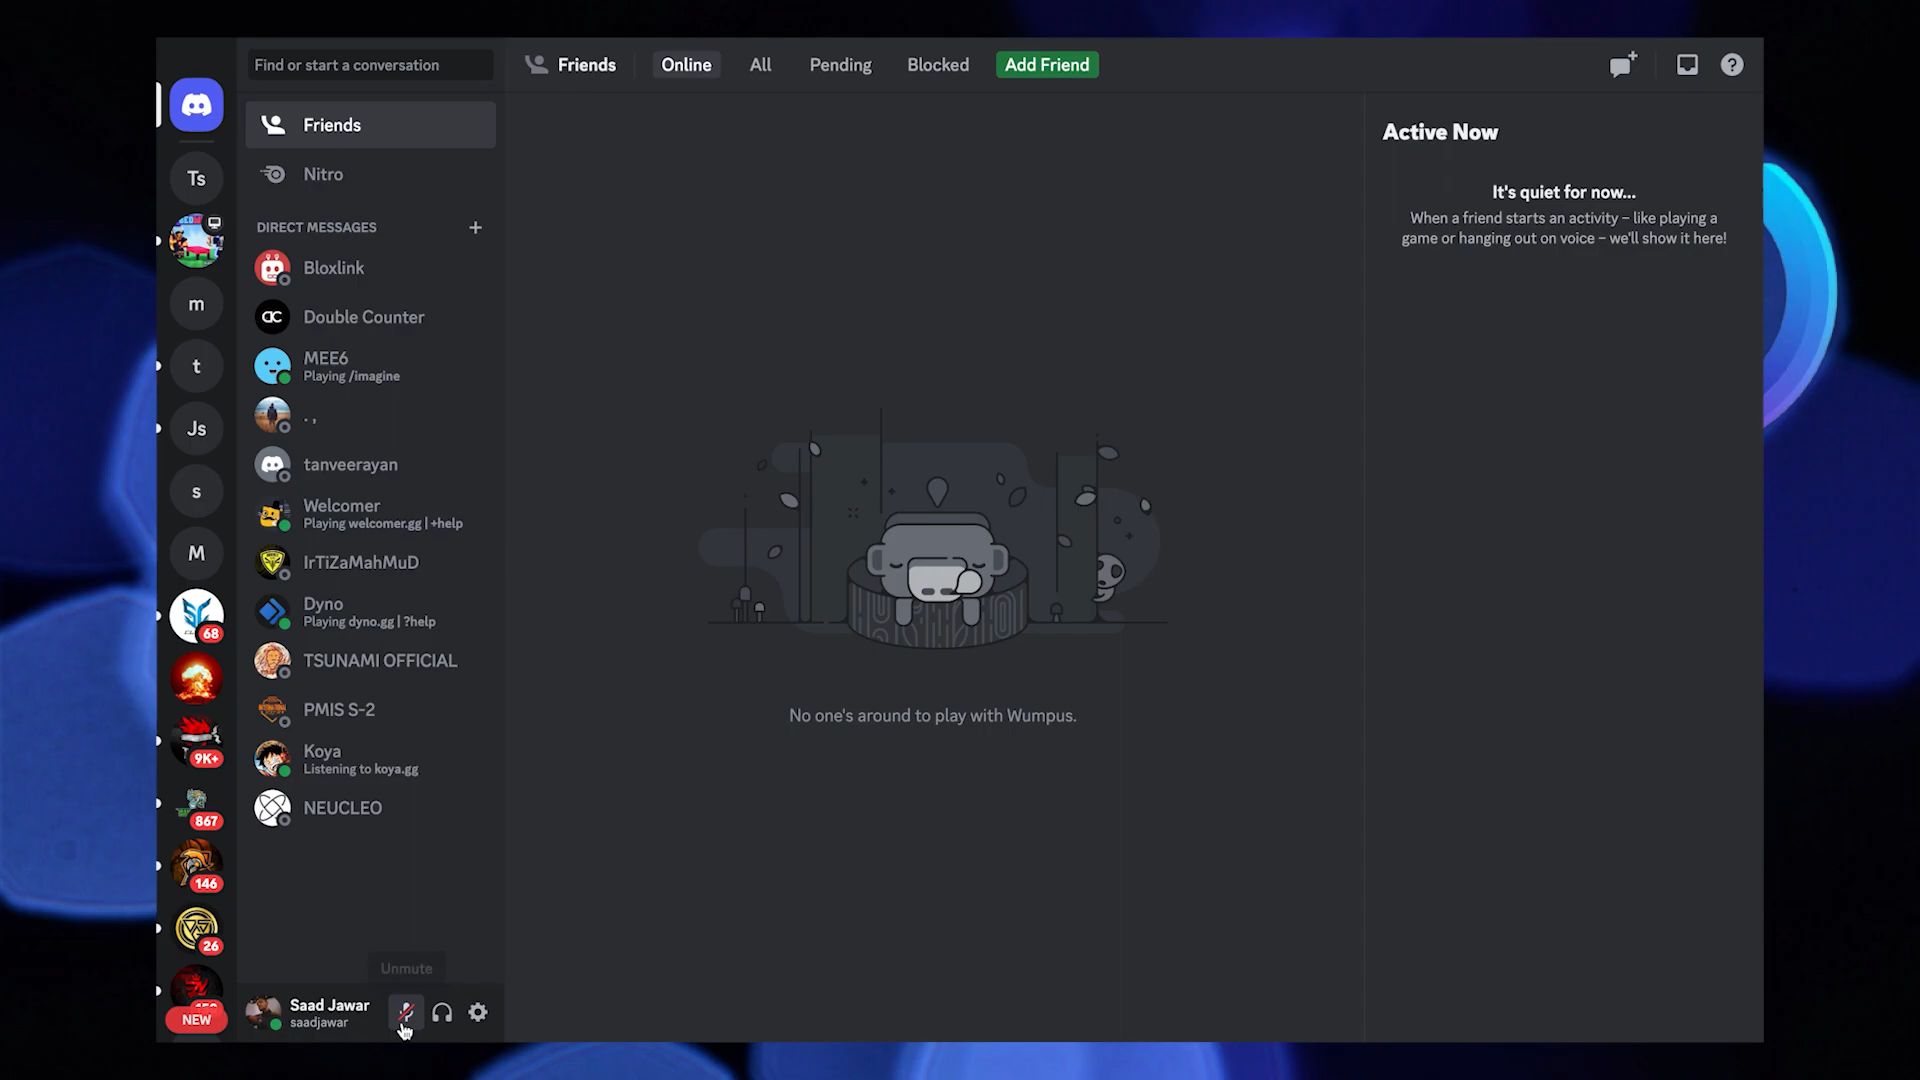 Find or start a conversation
Friends
Online
All
Pending
Blocked
Add Friend
Friends
Nitro
DIRECT MESSAGES
Bloxlink
Double Counter
MEE6
Playing /imagine
. ,
tanveerayan
Welcomer
Playing welcomer.gg | +help
IrTiZaMahMuD
Dyno
Playing dyno.gg | ?help
TSUNAMI OFFICIAL
PMIS S-2
Koya
Listening to koya.gg
NEUCLEO
Ts
m
t
Js
s
M
68
9K+
867
146
26
NEW
Unmute
Saad Jawar
saadjawar
No one's around to play with Wumpus.
Active Now
It's quiet for now...
When a friend starts an activity – like playing a
game or hanging out on voice – we'll show it here!